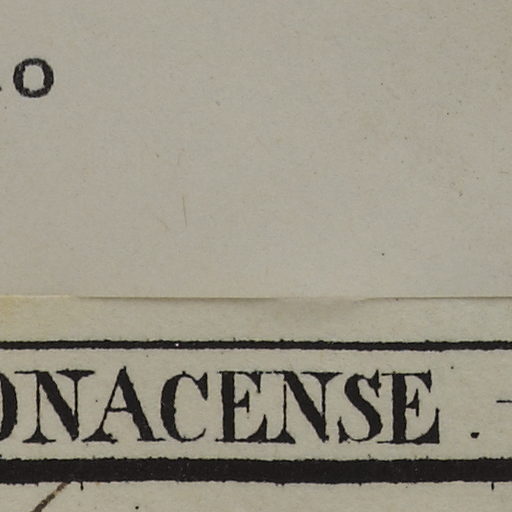 o
ONACENSE . -